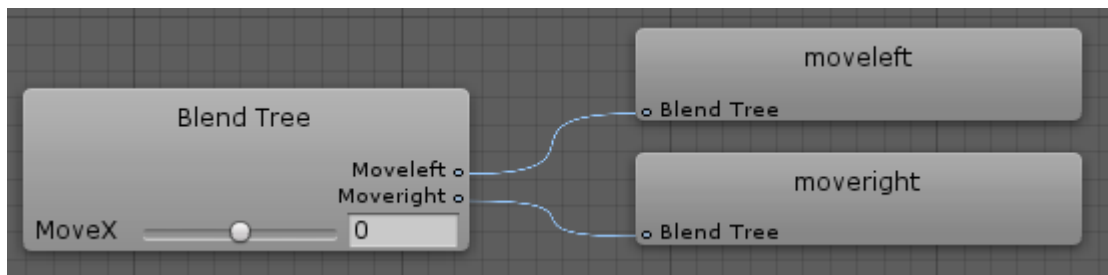 Blend Tree
Moveleft
Moveright
MoveX 0
moveleft
Blend Tree
moveright
Blend Tree